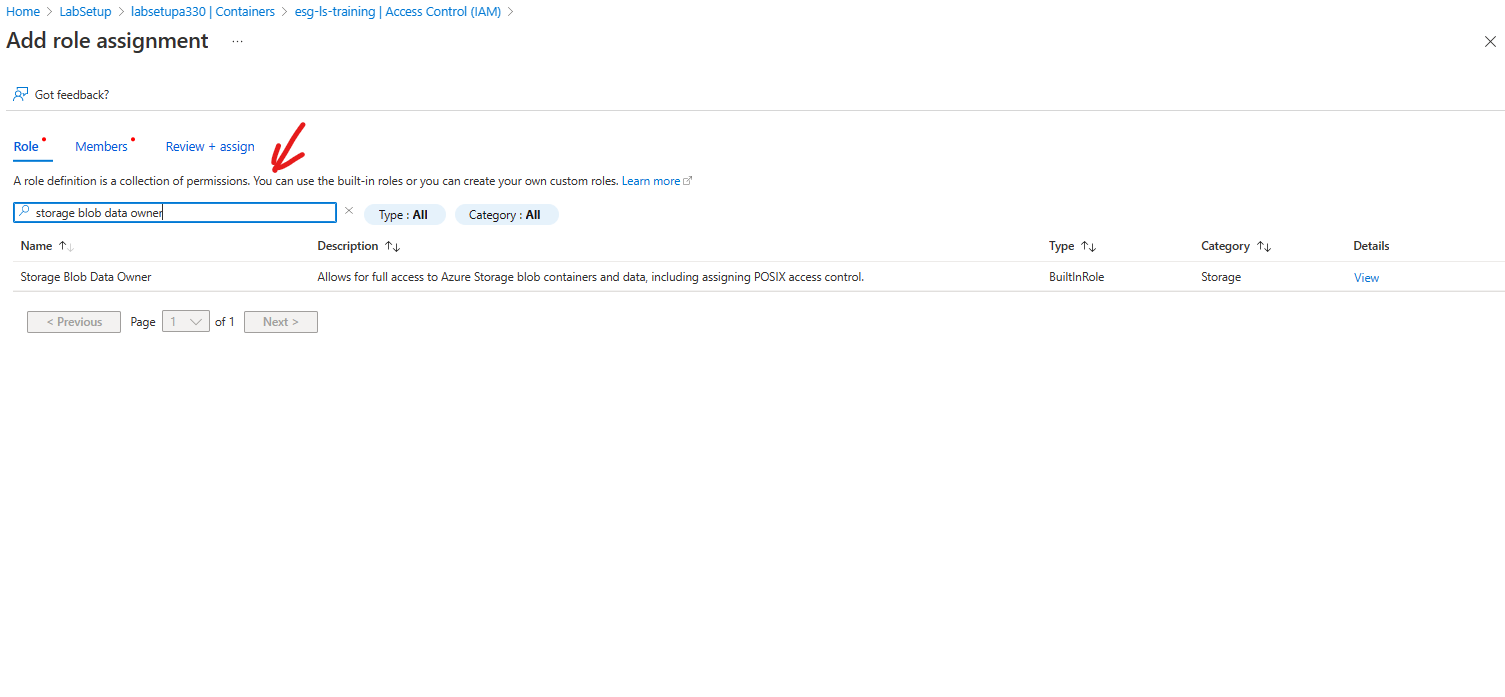 Home > LabSetup > labsetupa330 | Containers > esg-ls-training | Access Control (IAM) >
Add role assignment ...
Got feedback?
Role Members Review + assign
A role definition is a collection of permissions. You can use the built-in roles or you can create your own custom roles. Learn more
storage blob data owner Type : All Category : All
Name Description Type Category Details
Storage Blob Data Owner Allows for full access to Azure Storage blob containers and data, including assigning POSIX access control. BuiltInRole Storage View
< Previous Page 1 of 1 Next >